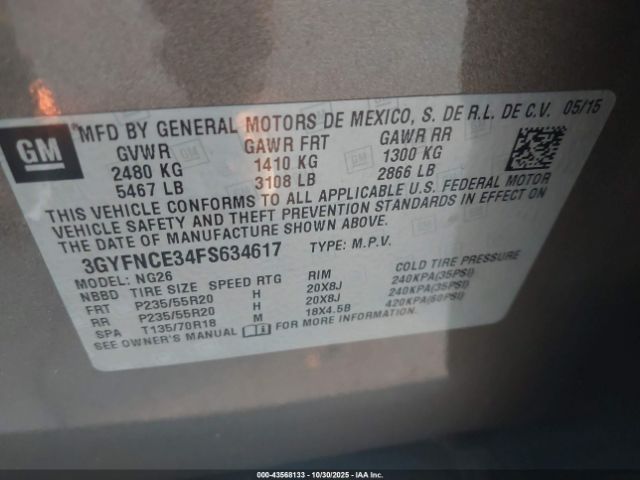 GM
MFD BY GENERAL MOTORS DE MEXICO, S. DE R.L. DE C.V. 05/15
GVWR GAWR FRT GAWR RR
2480 KG 1410 KG 1300 KG
5467 LB 3108 LB 2866 LB
THIS VEHICLE CONFORMS TO ALL APPLICABLE U.S. FEDERAL MOTOR
VEHICLE SAFETY AND THEFT PREVENTION STANDARDS IN EFFECT ON
THE DATE OF MANUFACTURE SHOWN ABOVE.
3GYFNCE34FS634617 TYPE: M.P.V.
MODEL: NG26
NBBD TIRE SIZE SPEED RTG RIM COLD TIRE PRESSURE
FRT P235/55R20 H 20X8J 240KPA(35PSI)
RR P235/55R20 H 20X8J 240KPA(35PSI)
SPA T135/70R18 M 18X4.5B 420KPA(60PSI)
SEE OWNER'S MANUAL FOR MORE INFORMATION.
000-43568133 - 10/30/2025 - IAA Inc.